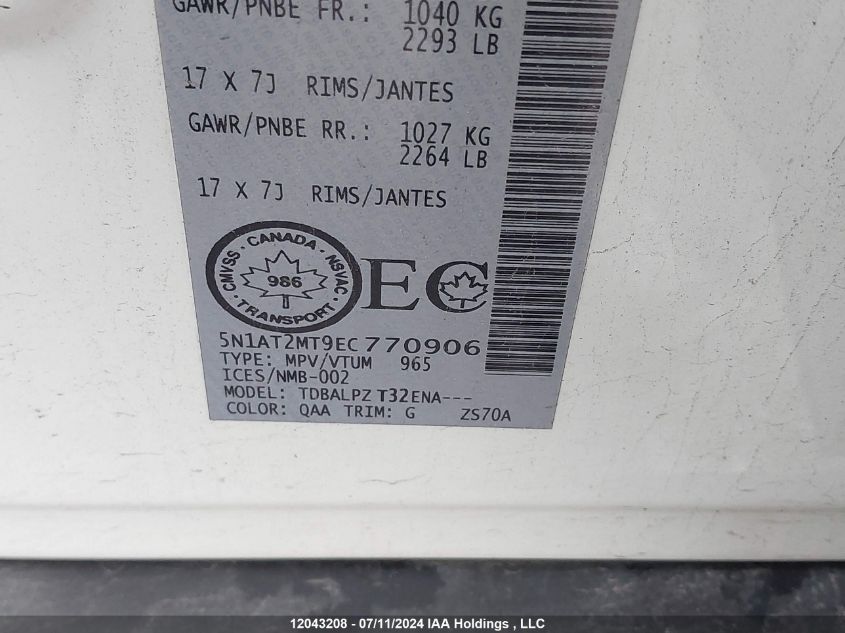 GAWR/PNBE FR.: 1040 KG
2293 LB
17 X 7J RIMS/JANTES
GAWR/PNBE RR.: 1027 KG
2264 LB
17 X 7J RIMS/JANTES
CMVSS · CANADA · NSVAC · TRANSPORT ·
986
EC
5N1AT2MT9EC770906
TYPE: MPV/VTUM 965
ICES/NMB-002
MODEL: TDBALPZ T32ENA---
COLOR: QAA TRIM: G ZS70A
12043208 - 07/11/2024 IAA Holdings , LLC